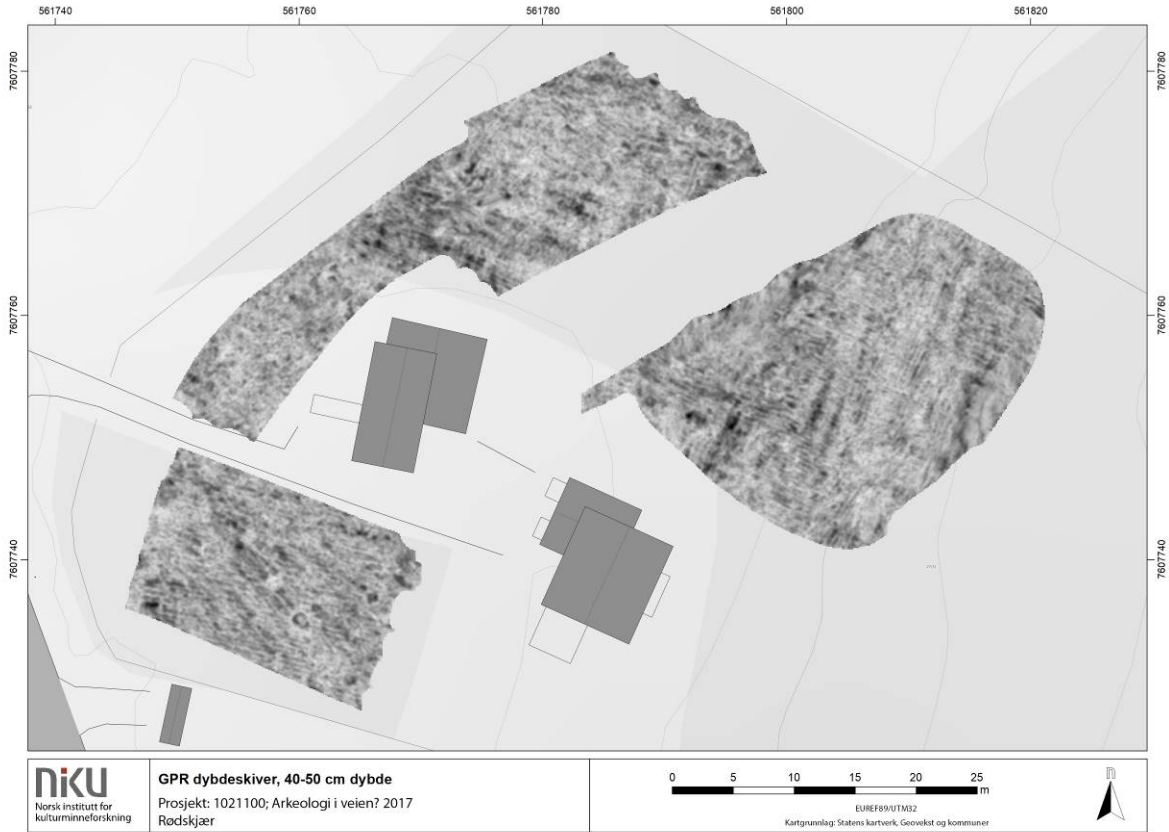 561740
561760
561780
561800
561820
7607780
7607780
7607760
7607760
7607740
7607740
niku
Norsk institutt for
kulturminneforskning
GPR dybdeskiver, 40-50 cm dybde
Prosjekt: 1021100; Arkeologi i veien? 2017
Rødskjær
0 5 10 15 20 25
m
EUREF89/UTM32
Kartgrunnlag: Statens kartverk, Geovekst og kommuner
n